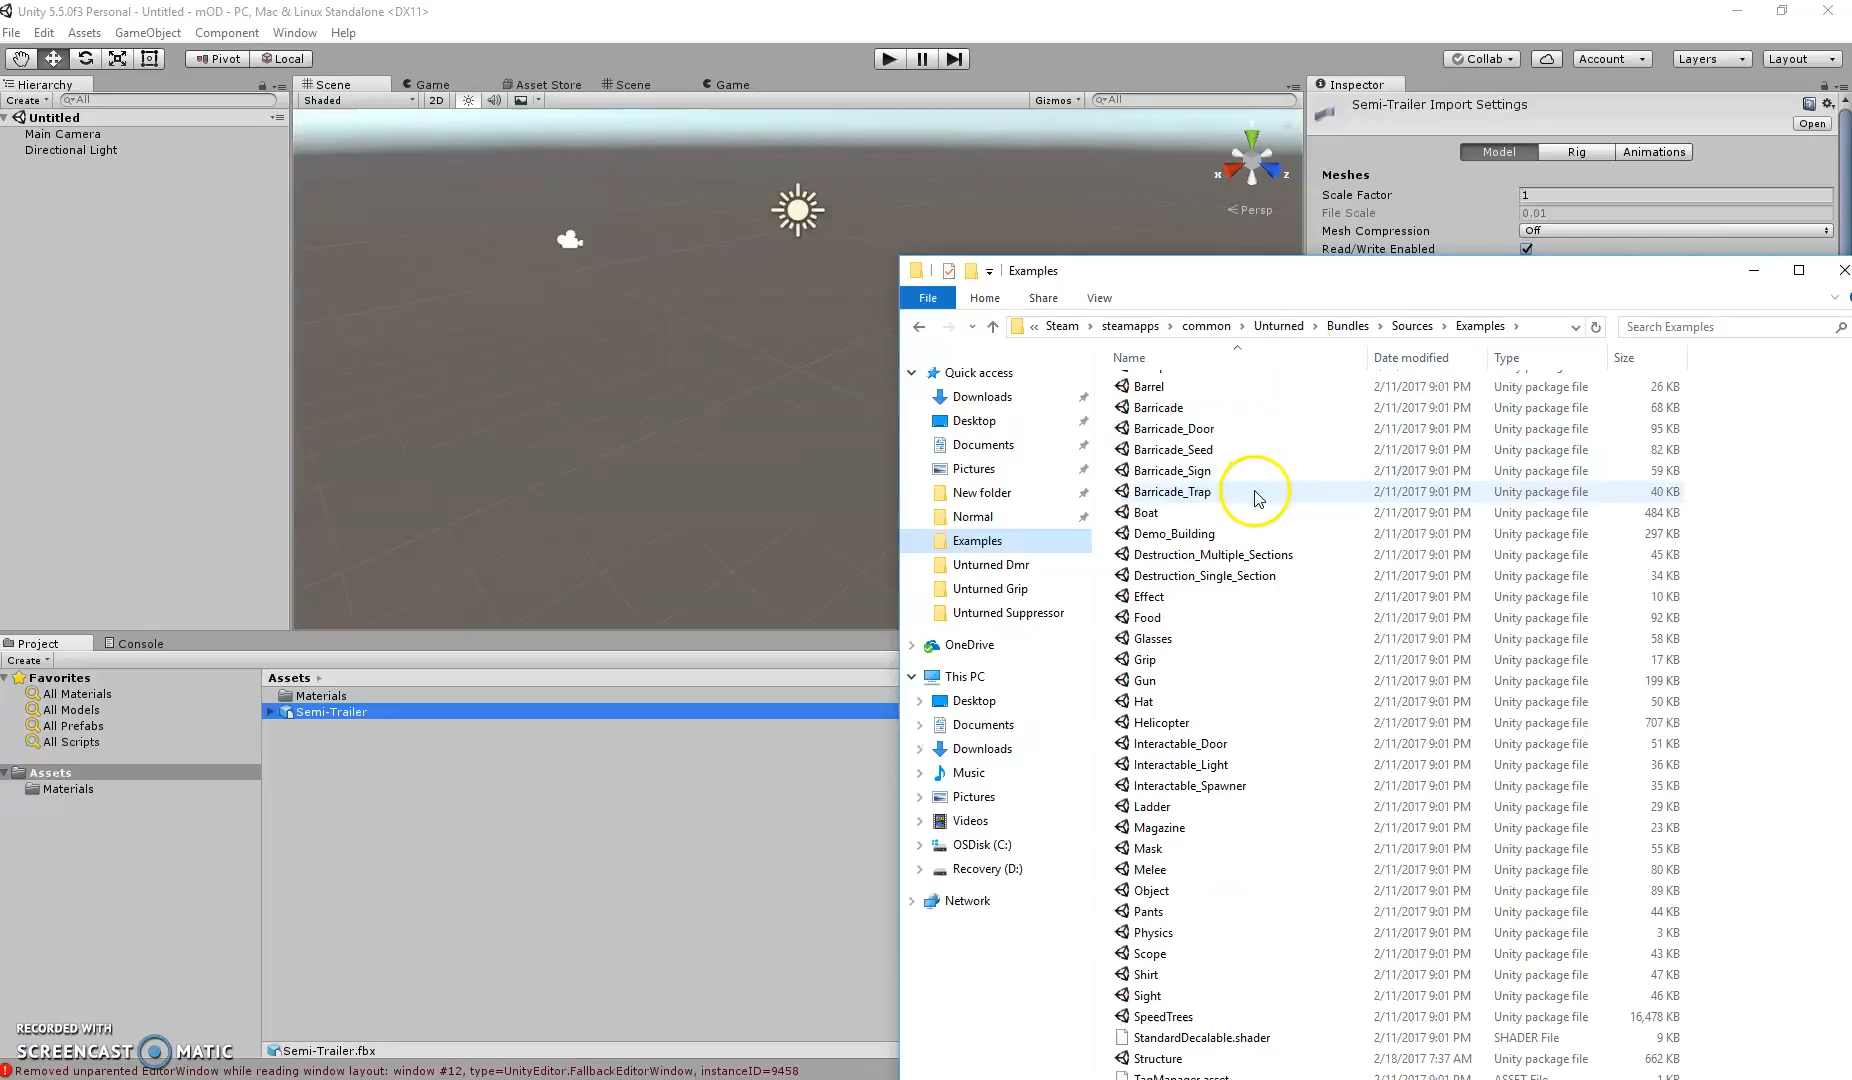 Unity 5.5.0f3 Personal - Untitled - mOD - PC, Mac & Linux Standalone <DX11>
File Edit Assets GameObject Component Window Help
Pivot Local Collab Account Layers Layout
Hierarchy Scene Game Asset Store Scene Game Inspector
Create All Shaded 2D Gizmos All
Semi-Trailer Import Settings
Open
Untitled
Main Camera
Directional Light
Model Rig Animations
Meshes
Scale Factor 1
File Scale 0.01
Mesh Compression Off
Read/Write Enabled
x z
Persp
Examples
File Home Share View
« Steam › steamapps › common › Unturned › Bundles › Sources › Examples ›
Search Examples
Name Date modified Type Size
Quick access
Downloads
Desktop
Documents
Pictures
New folder
Normal
Examples
Unturned Dmr
Unturned Grip
Unturned Suppressor
OneDrive
This PC
Desktop
Documents
Downloads
Music
Pictures
Videos
OSDisk (C:)
Recovery (D:)
Network
Barrel 2/11/2017 9:01 PM Unity package file 26 KB
Barricade 2/11/2017 9:01 PM Unity package file 68 KB
Barricade_Door 2/11/2017 9:01 PM Unity package file 95 KB
Barricade_Seed 2/11/2017 9:01 PM Unity package file 82 KB
Barricade_Sign 2/11/2017 9:01 PM Unity package file 59 KB
Barricade_Trap 2/11/2017 9:01 PM Unity package file 40 KB
Boat 2/11/2017 9:01 PM Unity package file 484 KB
Demo_Building 2/11/2017 9:01 PM Unity package file 297 KB
Destruction_Multiple_Sections 2/11/2017 9:01 PM Unity package file 45 KB
Destruction_Single_Section 2/11/2017 9:01 PM Unity package file 34 KB
Effect 2/11/2017 9:01 PM Unity package file 10 KB
Food 2/11/2017 9:01 PM Unity package file 92 KB
Glasses 2/11/2017 9:01 PM Unity package file 58 KB
Grip 2/11/2017 9:01 PM Unity package file 17 KB
Gun 2/11/2017 9:01 PM Unity package file 199 KB
Hat 2/11/2017 9:01 PM Unity package file 50 KB
Helicopter 2/11/2017 9:01 PM Unity package file 707 KB
Interactable_Door 2/11/2017 9:01 PM Unity package file 51 KB
Interactable_Light 2/11/2017 9:01 PM Unity package file 36 KB
Interactable_Spawner 2/11/2017 9:01 PM Unity package file 35 KB
Ladder 2/11/2017 9:01 PM Unity package file 29 KB
Magazine 2/11/2017 9:01 PM Unity package file 23 KB
Mask 2/11/2017 9:01 PM Unity package file 55 KB
Melee 2/11/2017 9:01 PM Unity package file 80 KB
Object 2/11/2017 9:01 PM Unity package file 89 KB
Pants 2/11/2017 9:01 PM Unity package file 44 KB
Physics 2/11/2017 9:01 PM Unity package file 3 KB
Scope 2/11/2017 9:01 PM Unity package file 43 KB
Shirt 2/11/2017 9:01 PM Unity package file 47 KB
Sight 2/11/2017 9:01 PM Unity package file 46 KB
SpeedTrees 2/11/2017 9:01 PM Unity package file 16,478 KB
StandardDecalable.shader 2/11/2017 9:01 PM SHADER File 9 KB
Structure 2/18/2017 7:37 AM Unity package file 662 KB
TagManager.asset 2/11/2017 9:01 PM ASSET File 1 KB
Project Console
Create
Favorites
All Materials
All Models
All Prefabs
All Scripts
Assets
Materials
Assets
Materials
Semi-Trailer
Semi-Trailer.fbx
RECORDED WITH
SCREENCAST MATIC
Removed unparented EditorWindow while reading window layout: window #12, type=UnityEditor.FallbackEditorWindow, instanceID=9458